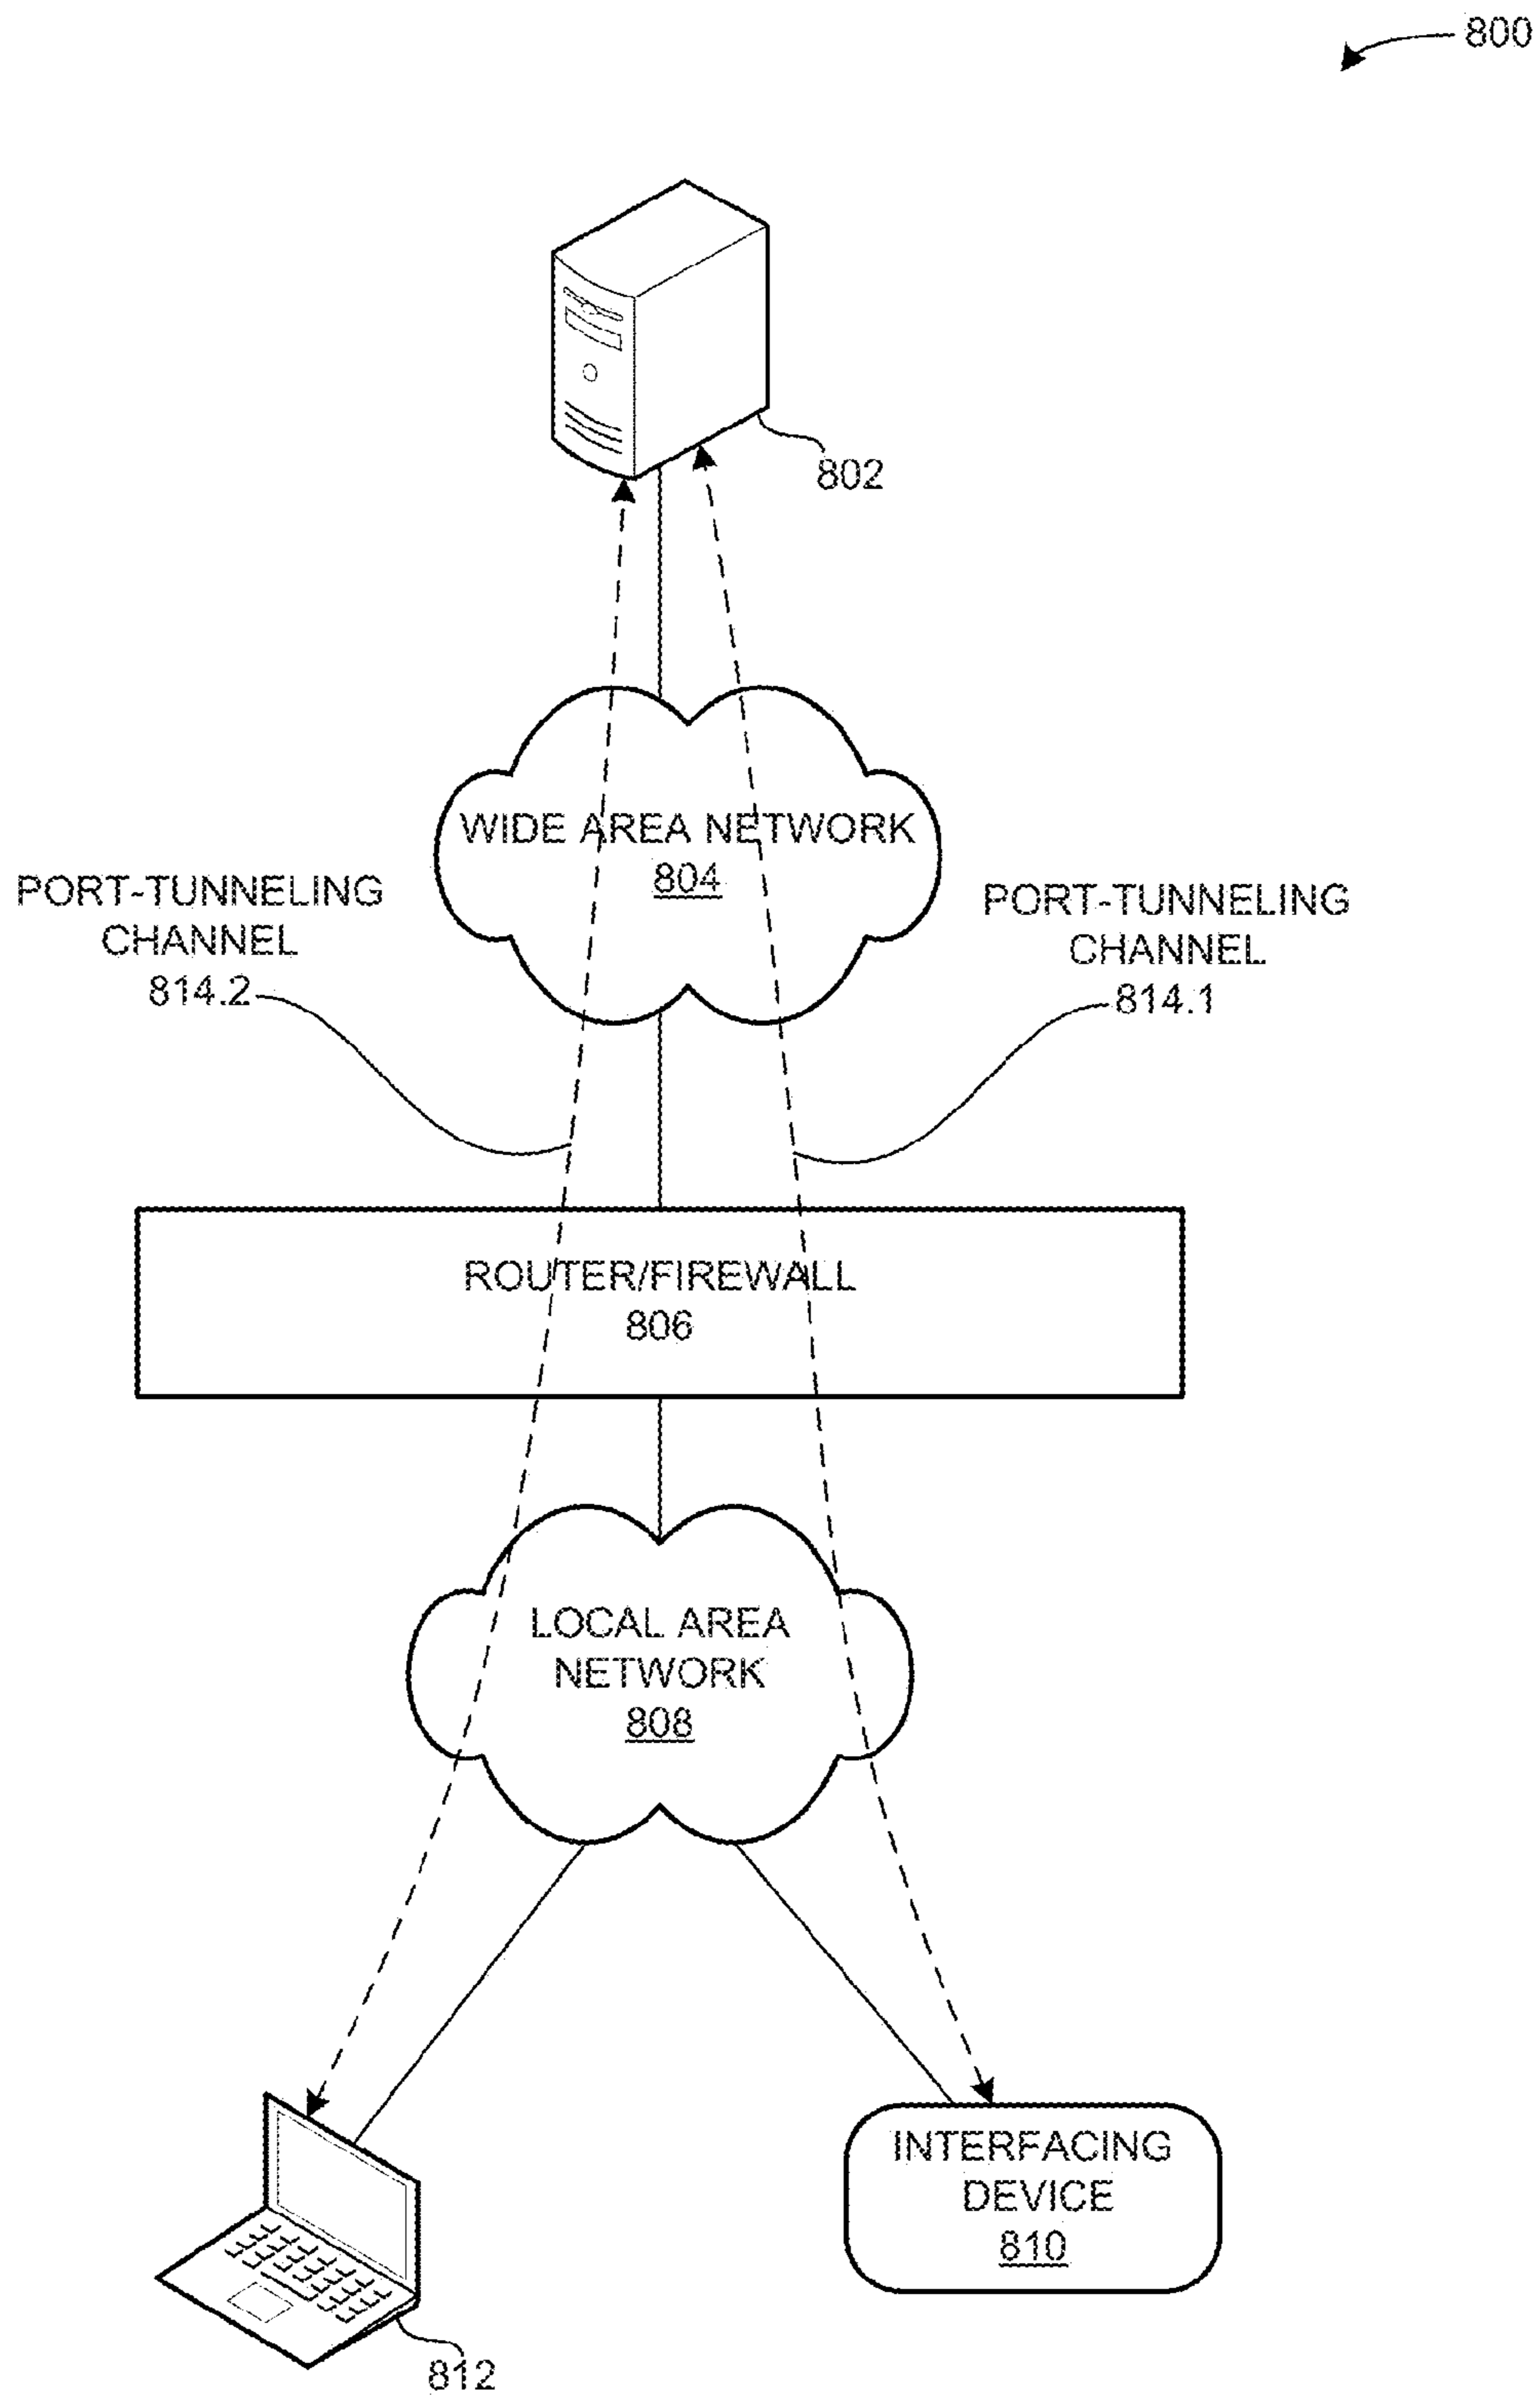 800
802
WIDE AREA NETWORK
804
PORT-TUNNELING
CHANNEL
814.2
PORT-TUNNELING
CHANNEL
814.1
ROUTER/FIREWALL
806
LOCAL AREA
NETWORK
808
INTERFACING
DEVICE
810
812